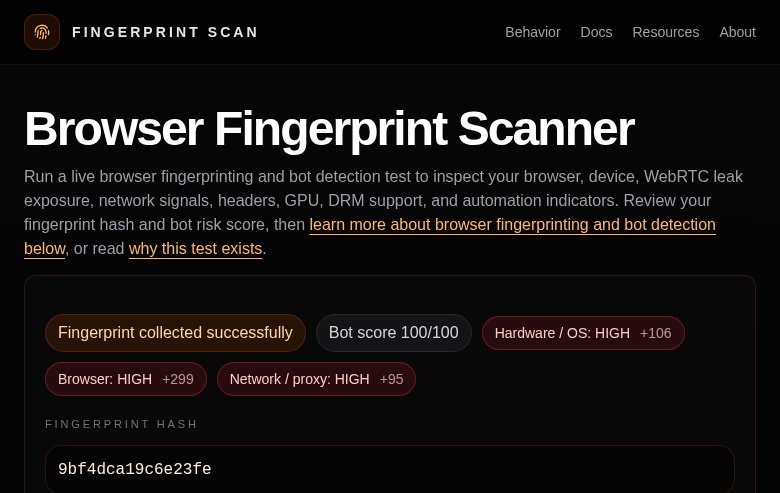 FINGERPRINT SCAN
Behavior Docs Resources About
Browser Fingerprint Scanner
Run a live browser fingerprinting and bot detection test to inspect your browser, device, WebRTC leak
exposure, network signals, headers, GPU, DRM support, and automation indicators. Review your
fingerprint hash and bot risk score, then learn more about browser fingerprinting and bot detection
below, or read why this test exists.
Fingerprint collected successfully Bot score 100/100 Hardware / OS: HIGH +106
Browser: HIGH +299 Network / proxy: HIGH +95
FINGERPRINT HASH
9bf4dca19c6e23fe